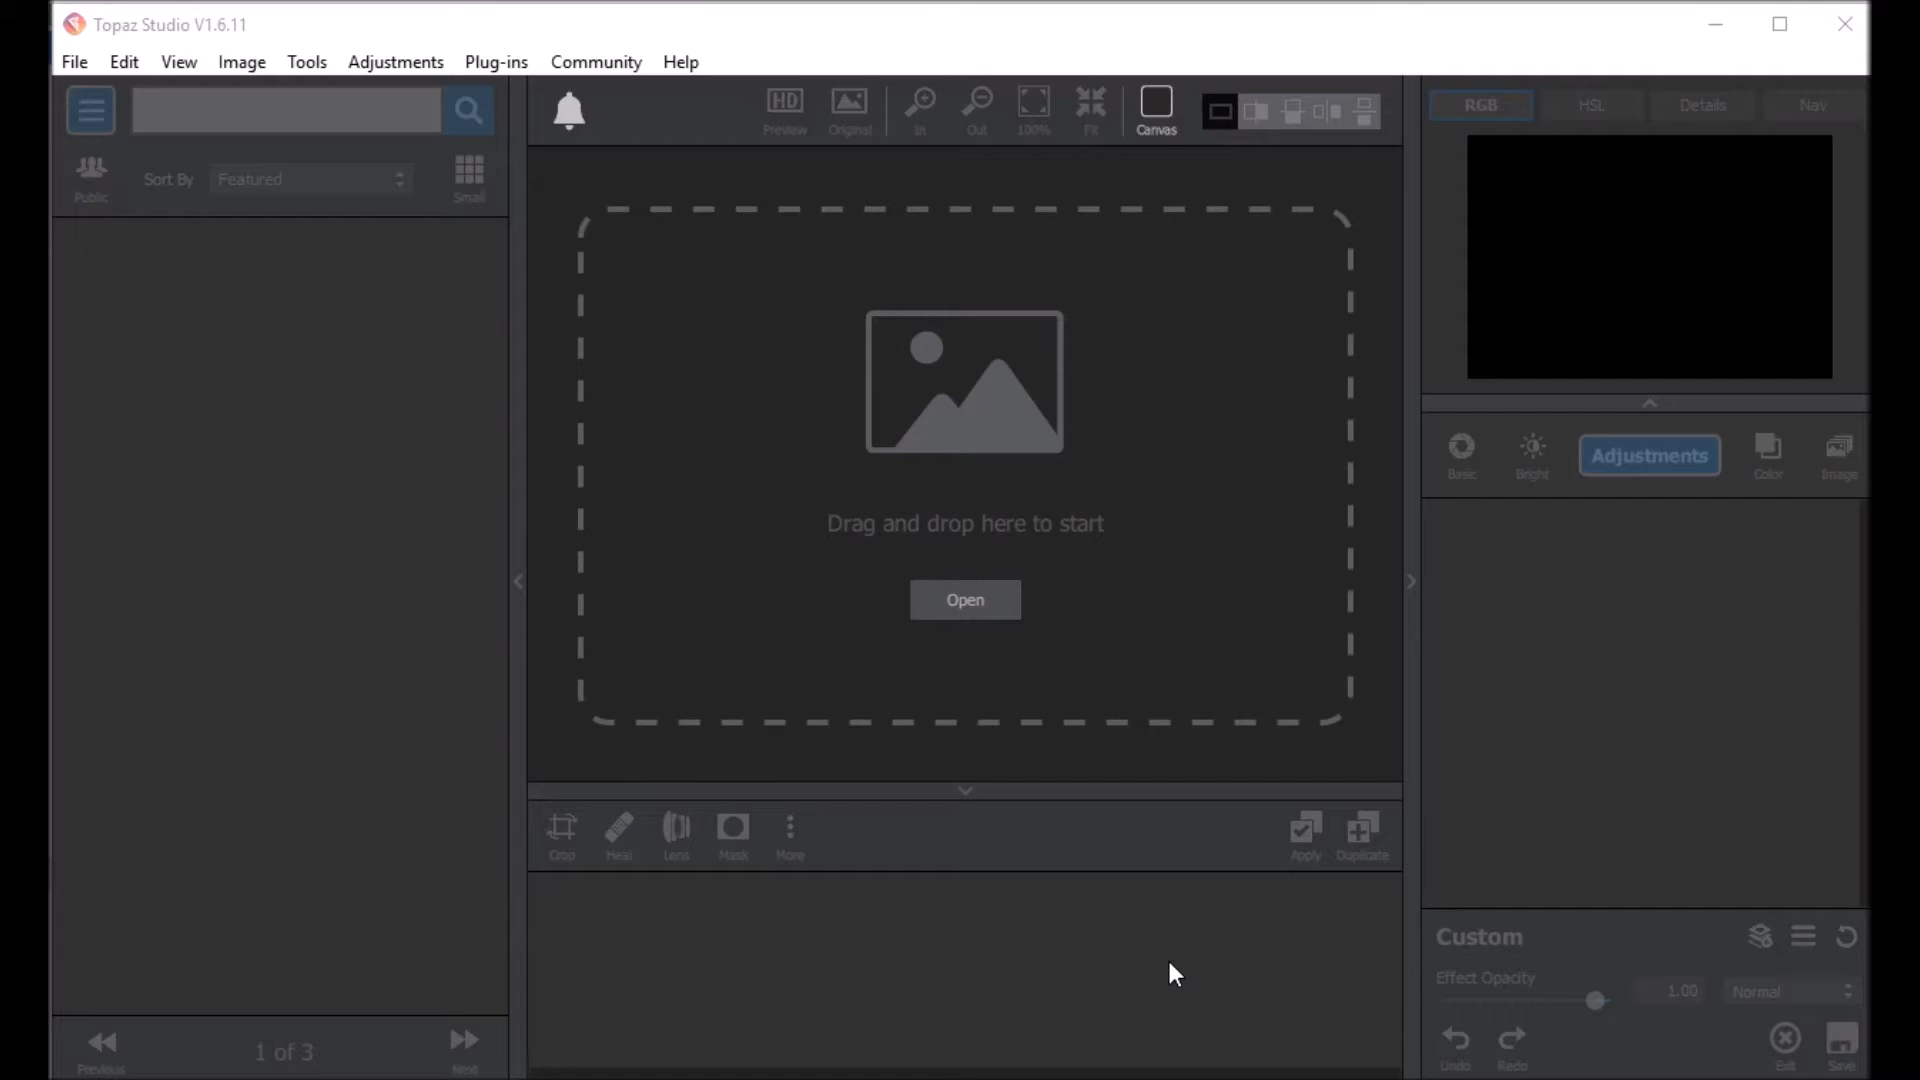 Topaz Studio V1.6.11
File Edit View Image Tools Adjustments Plug-ins Community Help
HD
Preview Original In Out 100% Fit Canvas
RGB HSL Details Nav
Public Sort By Featured Small
Basic Bright Adjustments Color Image
Drag and drop here to start
Open
Crop Heal Lens Mask More Apply Duplicate
Custom
Effect Opacity
1.00 Normal
Previous 1 of 3 Next
Undo Redo Exit Save